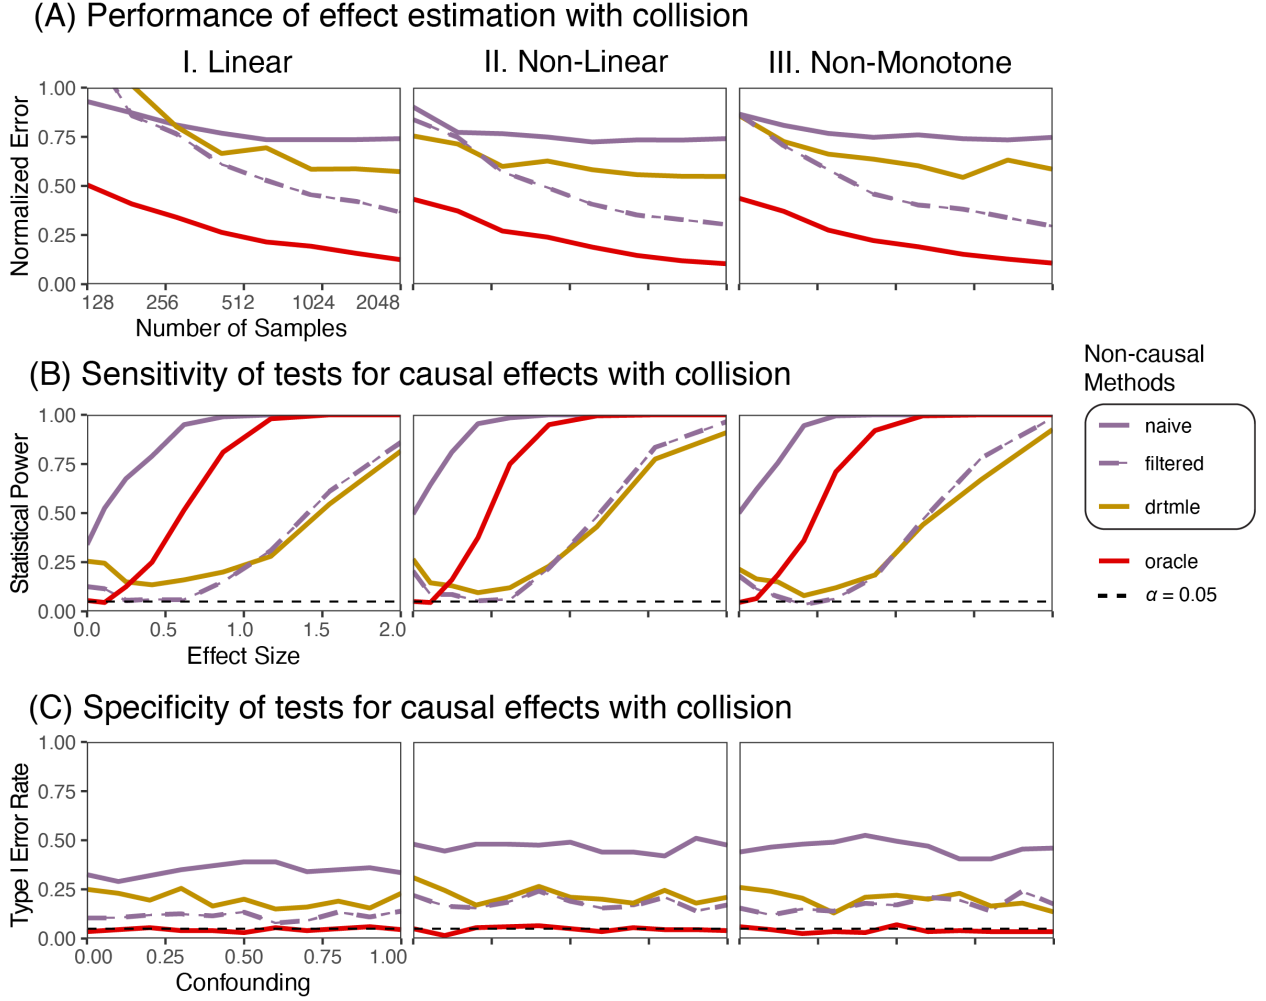 (A) Performance of effect estimation with collision
I. Linear
II. Non-Linear
III. Non-Monotone
Normalized Error
1.00
0.75
0.50
0.25
0.00
128 256 512 1024 2048
Number of Samples
(B) Sensitivity of tests for causal effects with collision
Statistical Power
1.00
0.75
0.50
0.25
0.00
0.0 0.5 1.0 1.5 2.0
Effect Size
(C) Specificity of tests for causal effects with collision
Type I Error Rate
1.00
0.75
0.50
0.25
0.00
0.00 0.25 0.50 0.75 1.00
Confounding
Non-causal
Methods
naive
filtered
drtmle
oracle
α = 0.05